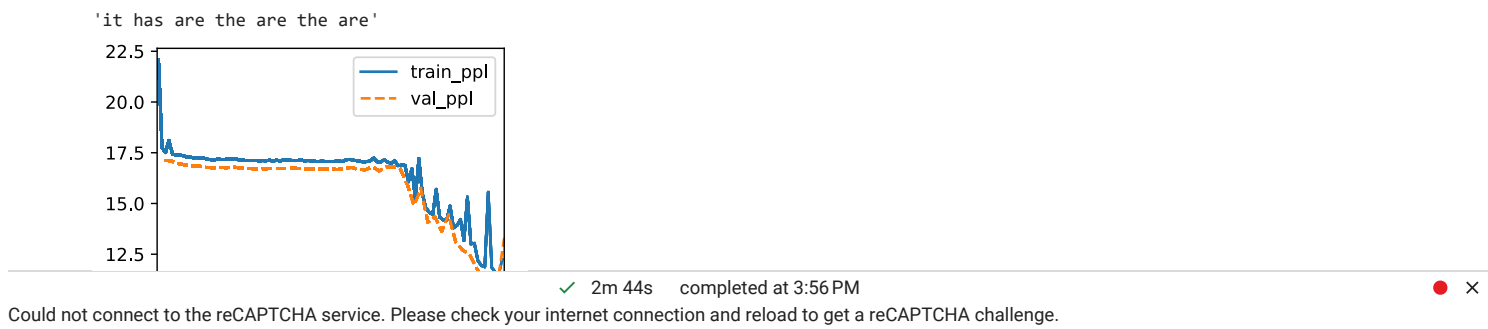 'it has are the are the are'
22.5
train_ppl
20.0
val_ppl
17.5
15.0
12.5
2m 44s completed at 3:56 PM
Could not connect to the reCAPTCHA service. Please check your internet connection and reload to get a reCAPTCHA challenge.